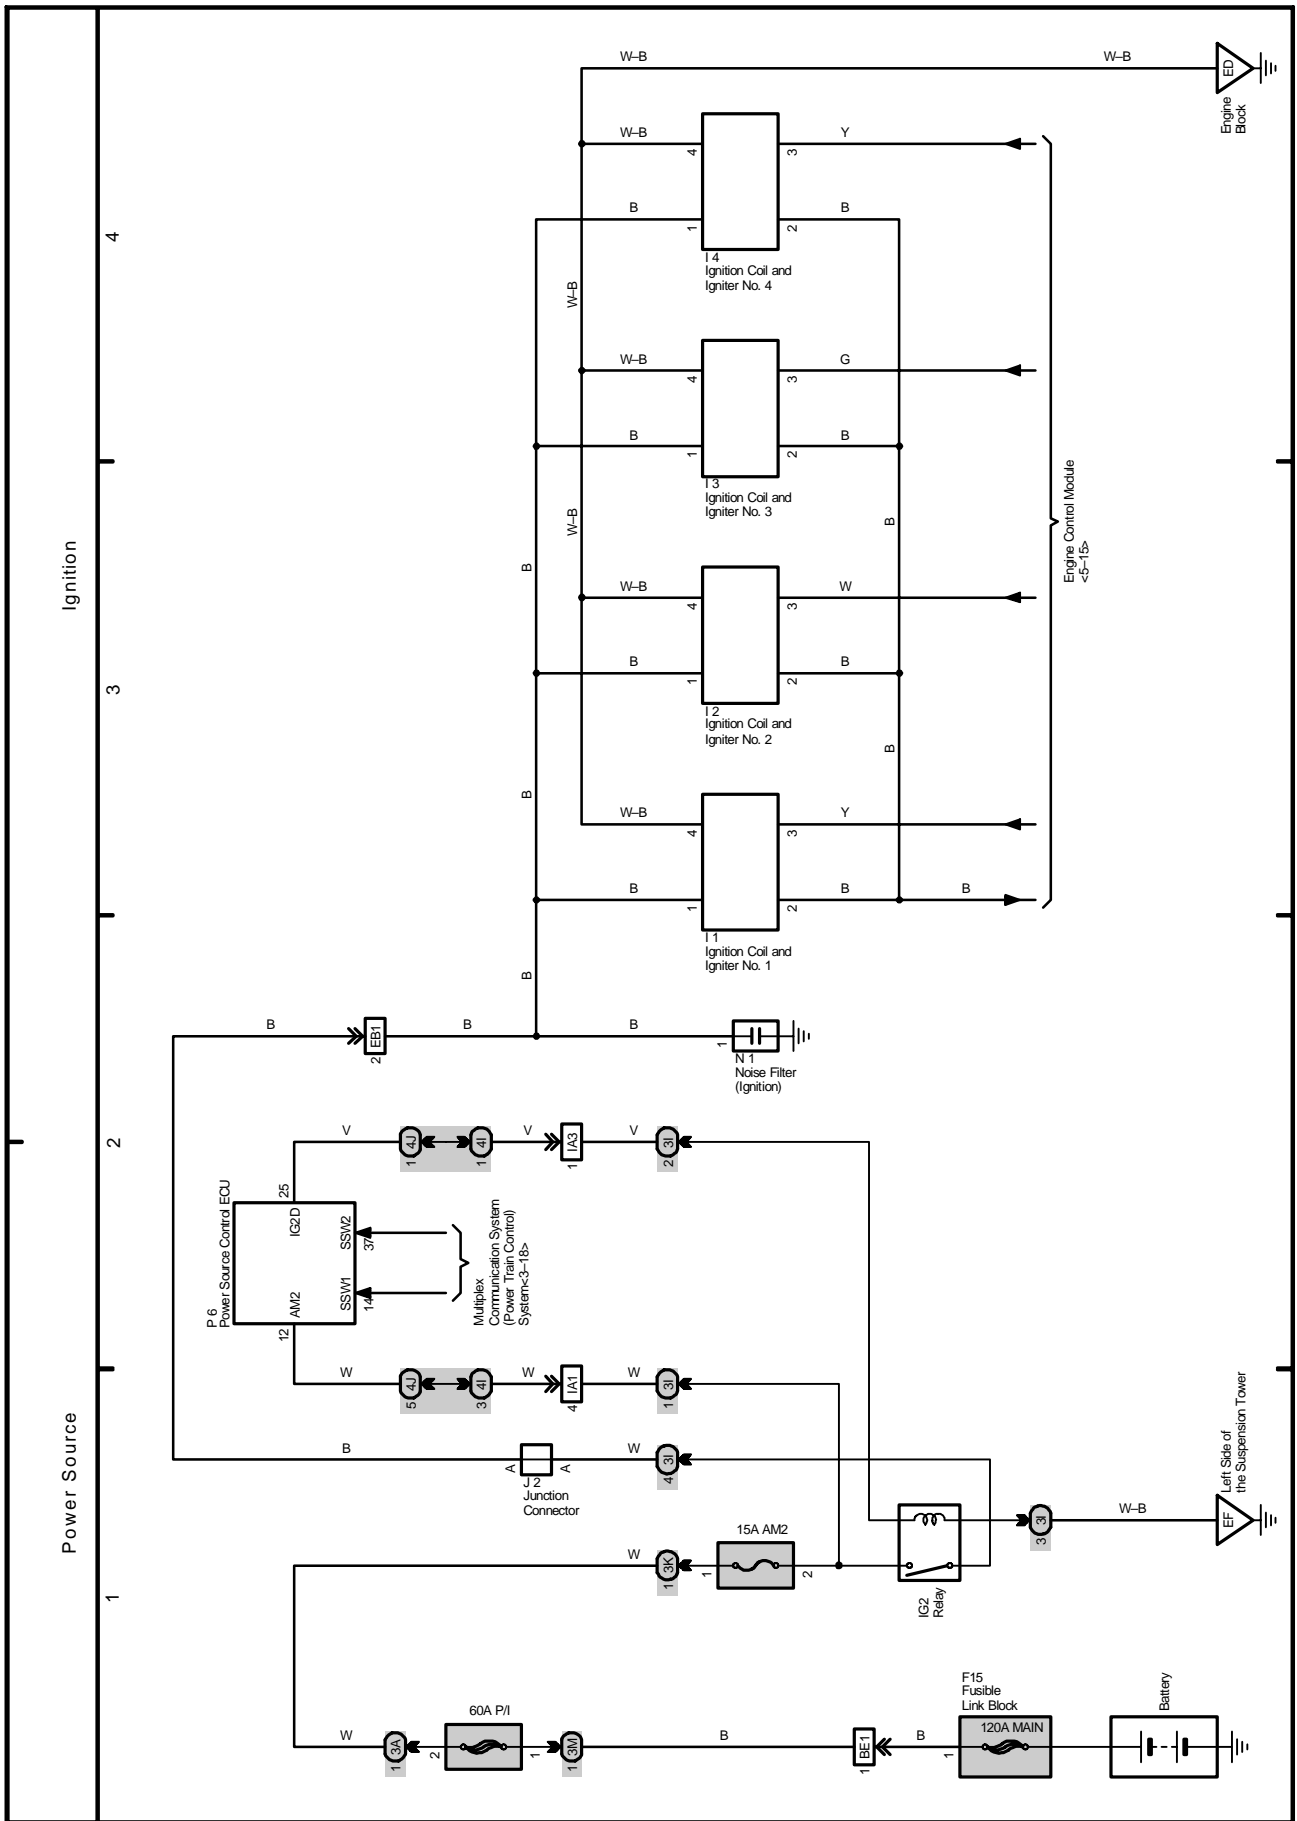 Power Source
Ignition
1
2
3
4
W–B
W–B
ED
Engine
Block
W–B
4
3
Y
B
1
2
B
I 4
Ignition Coil and
Igniter No. 4
W–B
W–B
4
3
G
B
1
2
B
I 3
Ignition Coil and
Igniter No. 3
W–B
B
B
W–B
4
3
W
B
1
2
B
I 2
Ignition Coil and
Igniter No. 2
B
B
W–B
4
3
Y
B
1
2
B
B
I 1
Ignition Coil and
Igniter No. 1
Engine Control Module
<5–15>
B
B
EB1
2
B
B
1
N 1
Noise Filter
(Ignition)
V
4J
1
4I
1
V
IA3
1
V
3I
2
P 6
Power Source Control ECU
25
IG2D
AM2
12
SSW1
14
SSW2
37
Multiplex
Communication System
(Power Train Control)
System<3–18>
W
4J
5
4I
3
W
IA1
4
W
3I
1
B
A
A
J 2
Junction
Connector
W
3I
4
W
3K
1
15A AM2
1
2
IG2
Relay
3I
3
W–B
EF
Left Side of
the Suspension Tower
W
3A
1
60A P/I
2
1
3M
1
B
BE1
1
B
1
F15
Fusible
Link Block
120A MAIN
Battery